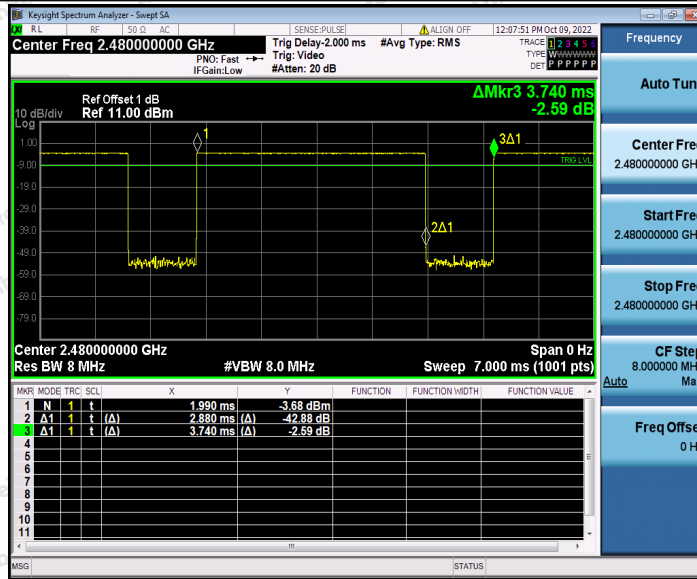 Keysight Spectrum Analyzer - Swept SA
LXI RL RF 50 Ω AC SENSE:PULSE ALIGN OFF 12:07:51 PM Oct 09, 2022
Center Freq 2.480000000 GHz
PNO: Fast
IFGain:Low
Trig Delay-2.000 ms
Trig: Video
#Atten: 20 dB
#Avg Type: RMS
TRACE 1 2 3 4 5 6
TYPE WWWWWW
DET P P P P P P
ΔMkr3 3.740 ms
-2.59 dB
Ref Offset 1 dB
10 dB/div Ref 11.00 dBm
Log
1.00
-9.00
-19.0
-29.0
-39.0
-49.0
-59.0
-69.0
-79.0
1
3Δ1
TRIG LVL
2Δ1
Center 2.480000000 GHz Span 0 Hz
Res BW 8 MHz #VBW 8.0 MHz Sweep 7.000 ms (1001 pts)
MKR MODE TRC SCL X Y FUNCTION FUNCTION WIDTH FUNCTION VALUE
1 N 1 t 1.990 ms -3.68 dBm
2 Δ1 1 t (Δ) 2.880 ms (Δ) -42.88 dB
3 Δ1 1 t (Δ) 3.740 ms (Δ) -2.59 dB
4
5
6
7
8
9
10
11
MSG STATUS
Frequency
Auto Tun
Center Fre
2.480000000 GH
Start Fre
2.480000000 GH
Stop Fre
2.480000000 GH
CF Step
8.000000 MH
Auto Ma
Freq Offse
0 H